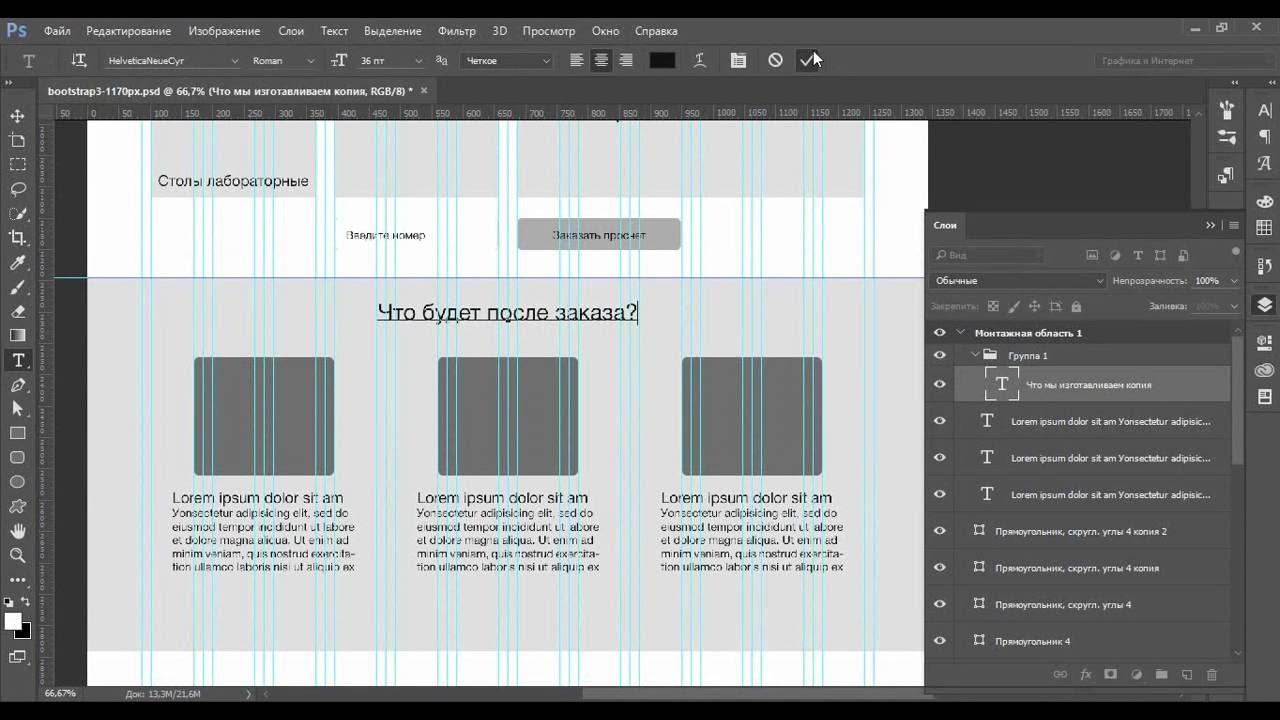 Ps Файл Редактирование Изображение Слои Текст Выделение Фильтр 3D Просмотр Окно Справка
T HelveticaNeueCyr Roman 36 пт Четкое Графика и Интернет
bootstrap3-1170px.psd @ 66,7% (Что мы изготавливаем копия, RGB/8) *
50 0 50 100 150 200 250 300 350 400 450 500 550 600 650 700 750 800 850 900 950 1000 1050 1100 1150 1200 1250 1300 1350 1400 1450 1500 1550 1600 1650 1700
Столы лабораторные
Введите номер
Заказать просчет
Что будет после заказа?
Lorem ipsum dolor sit am
Yonsectetur adipisicing elit, sed do
eiusmod tempor incididunt ut labore
et dolore magna aliqua. Ut enim ad
minim veniam, quis nostrud exercita-
tion ullamco laboris nisi ut aliquip ex
Lorem ipsum dolor sit am
Yonsectetur adipisicing elit, sed do
eiusmod tempor incididunt ut labore
et dolore magna aliqua. Ut enim ad
minim veniam, quis nostrud exercita-
tion ullamco laboris nisi ut aliquip ex
Lorem ipsum dolor sit am
Yonsectetur adipisicing elit, sed do
eiusmod tempor incididunt ut labore
et dolore magna aliqua. Ut enim ad
minim veniam, quis nostrud exercita-
tion ullamco laboris nisi ut aliquip ex
Слои
Вид
Обычные Непрозрачность: 100%
Закрепить: Заливка: 100%
Монтажная область 1
Группа 1
Что мы изготавливаем копия
Lorem ipsum dolor sit am Yonsectetur adipisic...
Lorem ipsum dolor sit am Yonsectetur adipisic...
Lorem ipsum dolor sit am Yonsectetur adipisic...
Прямоугольник, скругл. углы 4 копия 2
Прямоугольник, скругл. углы 4 копия
Прямоугольник, скругл. углы 4
Прямоугольник 4
66,67% Док: 13,3M/21,6M